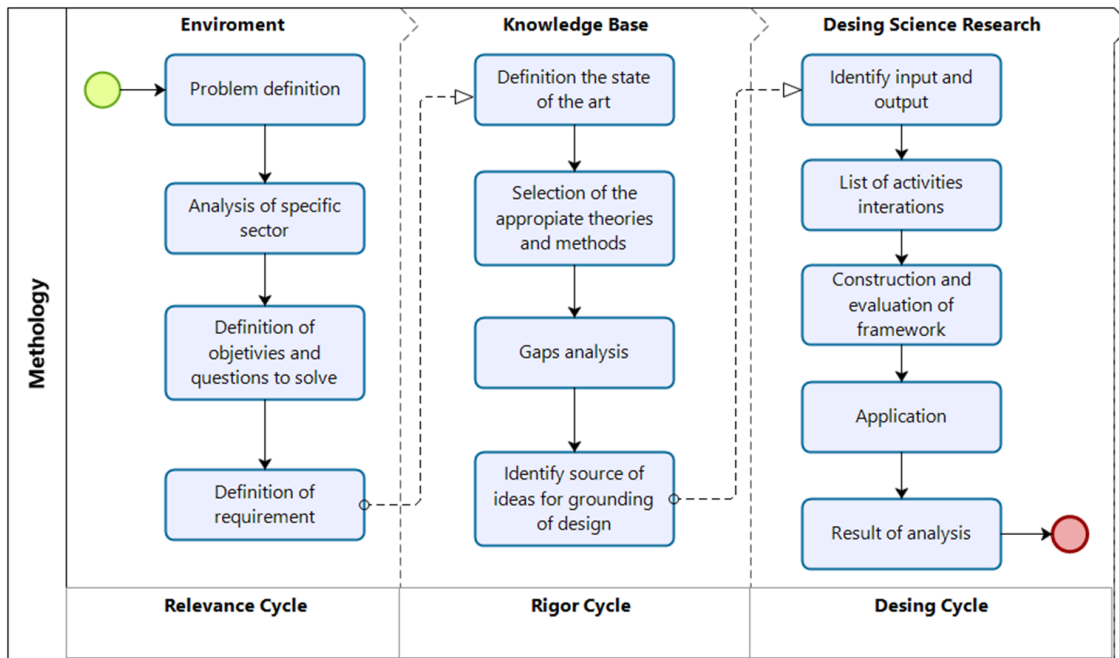 Methology
Enviroment
Problem definition
Analysis of specific
sector
Definition of
objetivies and
questions to solve
Definition of
requirement
Relevance Cycle
Knowledge Base
Definition the state
of the art
Selection of the
appropiate theories
and methods
Gaps analysis
Identify source of
ideas for grounding
of design
Rigor Cycle
Desing Science Research
Identify input and
output
List of activities
interations
Construction and
evaluation of
framework
Application
Result of analysis
Desing Cycle